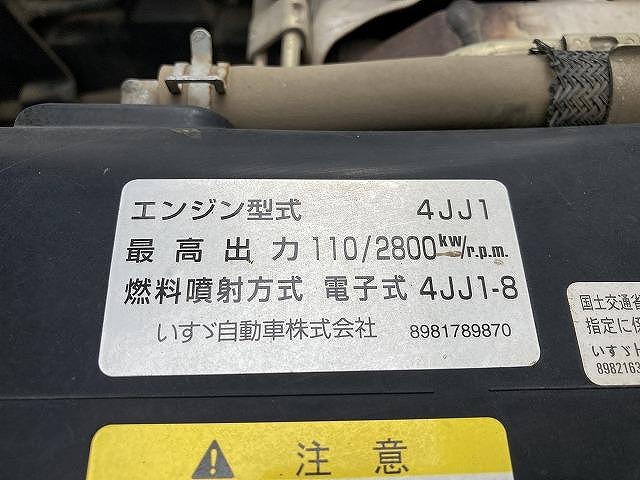 エンジン型式 4JJ1
最高出力 110/2800kW/r.p.m.
燃料噴射方式 電子式 4JJ1-8
いすゞ自動車株式会社 8981789870
国土交通省
指定に
いすゞ
8982163
注意